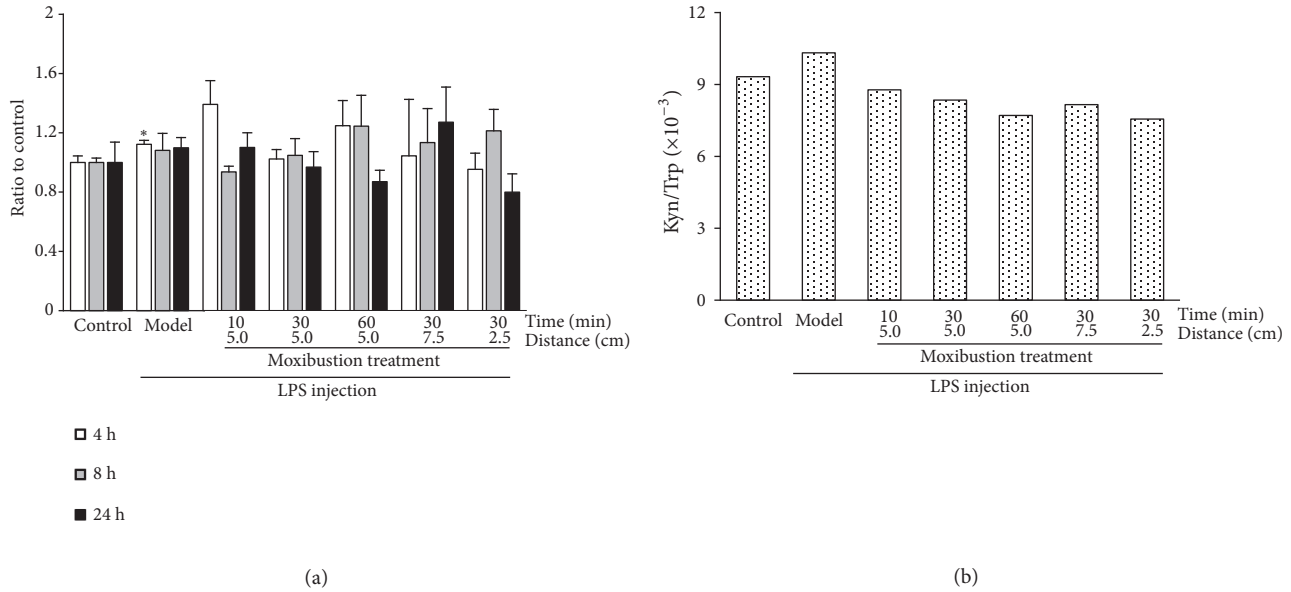 2
1.6
1.2
0.8
0.4
0
Ratio to control
*
Control Model 10 30 60 30 30 Time (min)
5.0 5.0 5.0 7.5 2.5 Distance (cm)
Moxibustion treatment
LPS injection
4 h
8 h
24 h
(a)
12
9
6
3
0
Kyn/Trp (×10⁻³)
Control Model 10 30 60 30 30 Time (min)
5.0 5.0 5.0 7.5 2.5 Distance (cm)
Moxibustion treatment
LPS injection
(b)